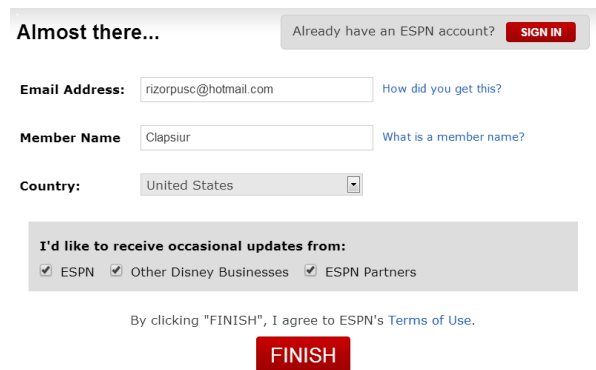 Almost there...
Already have an ESPN account? SIGN IN
Email Address: rizorpusc@hotmail.com How did you get this?
Member Name Clapsiur What is a member name?
Country: United States
I'd like to receive occasional updates from:
ESPN Other Disney Businesses ESPN Partners
By clicking "FINISH", I agree to ESPN's Terms of Use.
FINISH